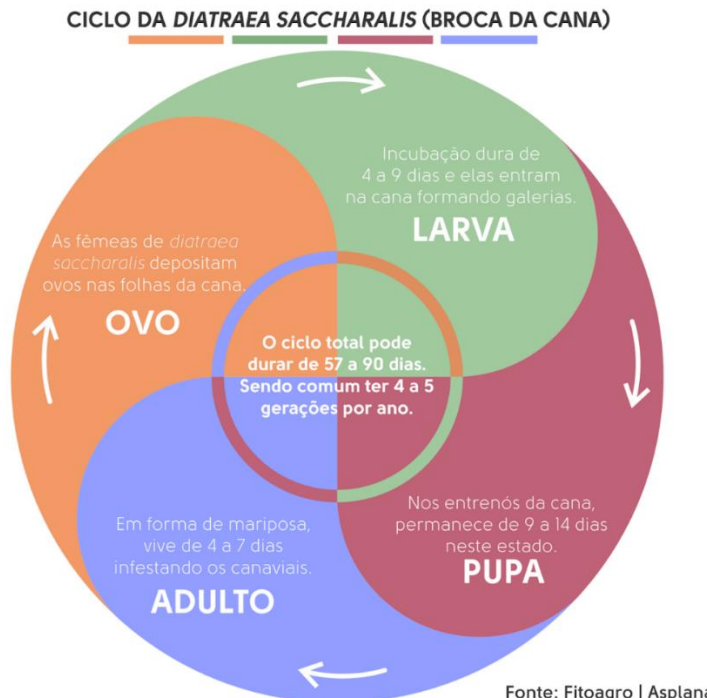 CICLO DA DIATRAEA SACCHARALIS (BROCA DA CANA)
As fêmeas de diatraea
saccharalis depositam
ovos nas folhas da cana.
OVO
Incubação dura de
4 a 9 dias e elas entram
na cana formando galerias.
LARVA
O ciclo total pode
durar de 57 a 90 dias.
Sendo comum ter 4 a 5
gerações por ano.
Nos entrenós da cana,
permanece de 9 a 14 dias
neste estado.
PUPA
Em forma de mariposa,
vive de 4 a 7 dias
infestando os canaviais.
ADULTO
Fonte: Fitoagro | Asplana